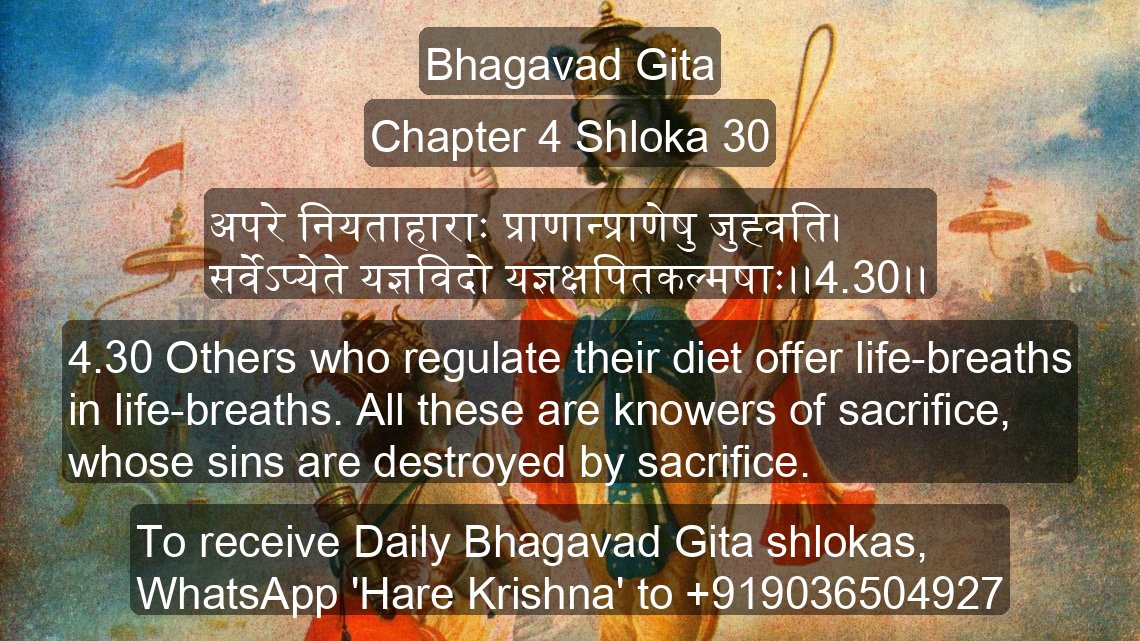 Bhagavad Gita
Chapter 4 Shloka 30
अपरे नियताहाराः प्राणान्प्राणेषु जुह्वति।
सर्वेऽप्येते यज्ञविदो यज्ञक्षपितकल्मषाः।।4.30।।
4.30 Others who regulate their diet offer life-breaths
in life-breaths. All these are knowers of sacrifice,
whose sins are destroyed by sacrifice.
To receive Daily Bhagavad Gita shlokas,
WhatsApp 'Hare Krishna' to +919036504927